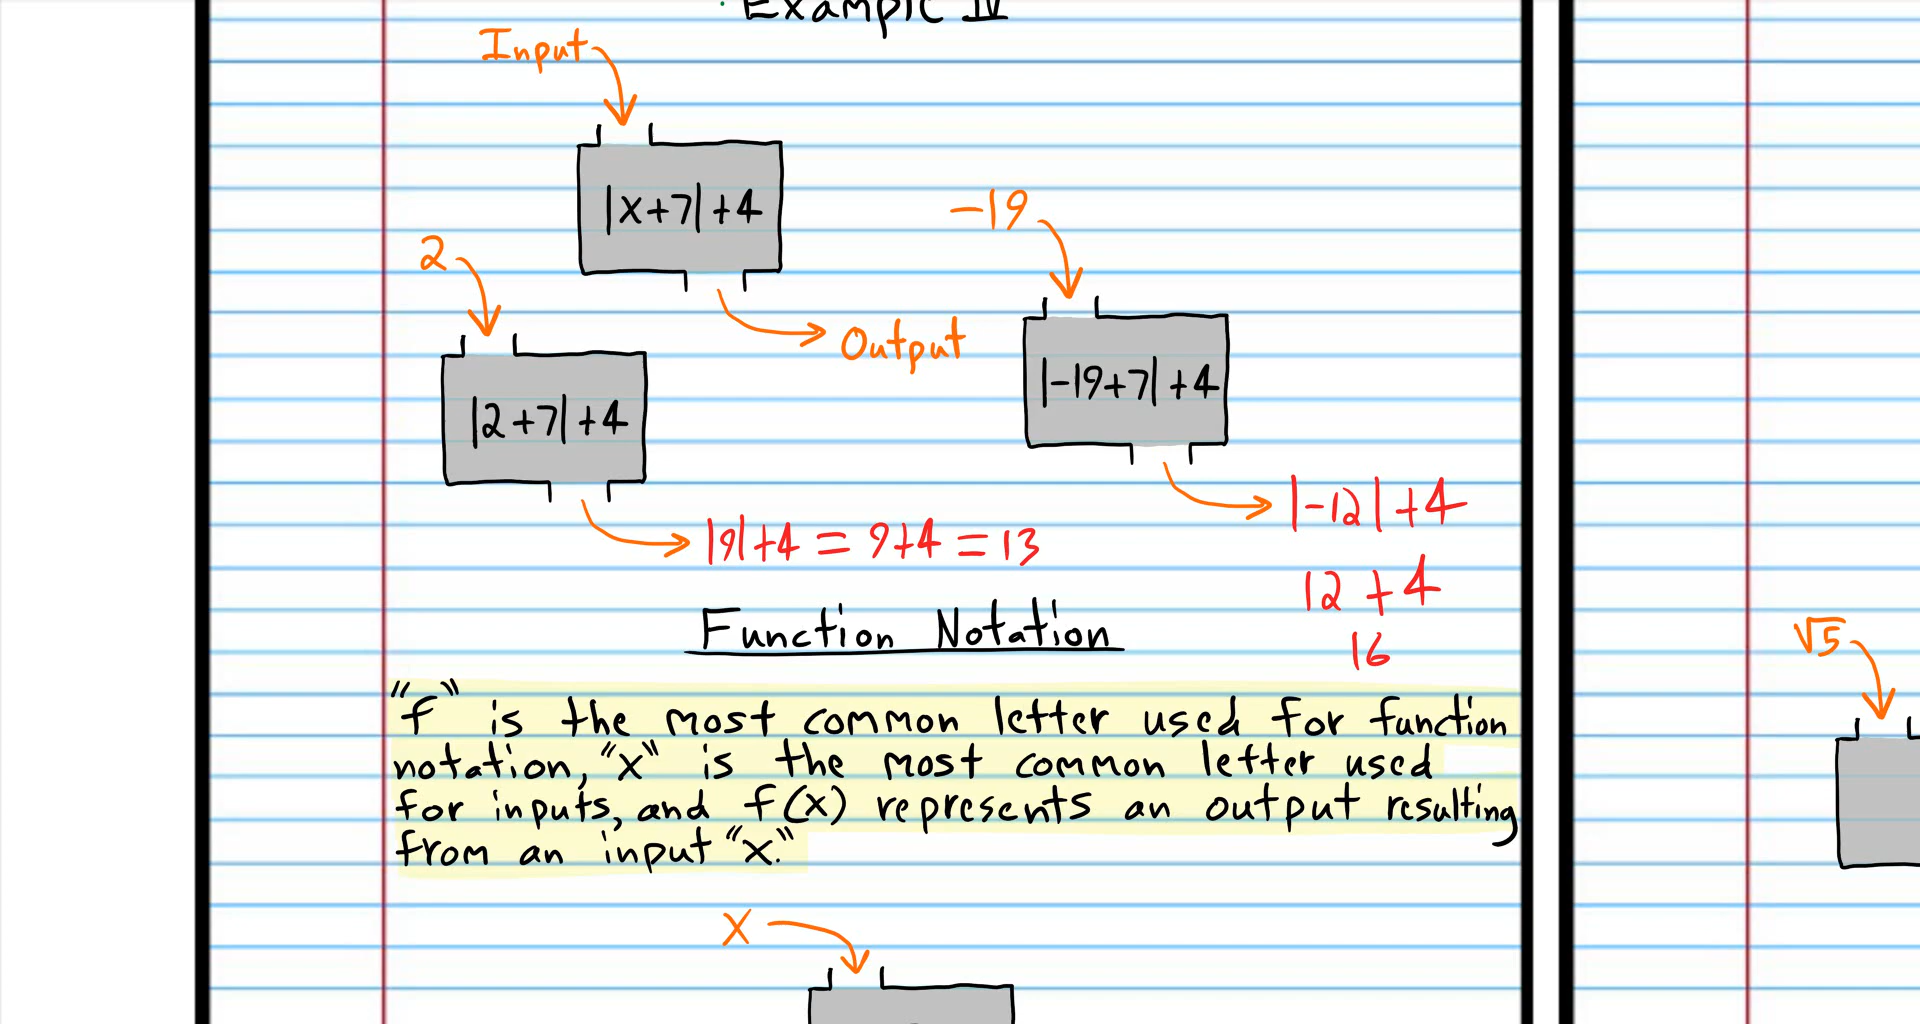 Example IV
Input
|x+7|+4
-19
2
Output
|-19+7|+4
|2+7|+4
|-12|+4
|9|+4 = 9+4 = 13
12 + 4
Function Notation
16
√5
"f" is the most common letter used for function
notation, "x" is the most common letter used
for inputs, and f(x) represents an output resulting
from an input "x."
X